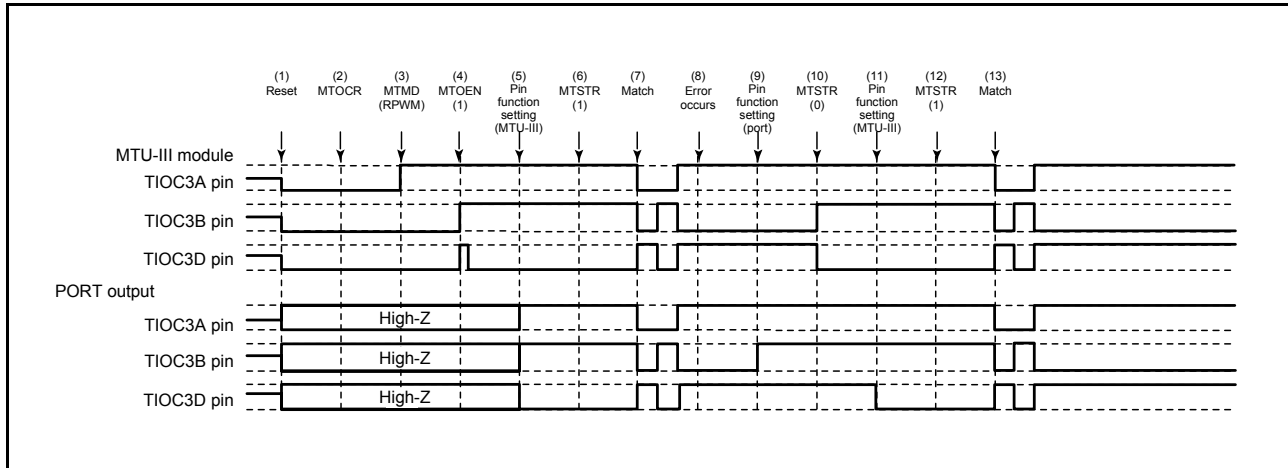 (1) (2) (3) (4) (5) (6) (7) (8) (9) (10) (11) (12) (13)
Reset MTOCR MTMD MTOEN Pin MTSTR Match Error Pin MTSTR Pin MTSTR Match
(RPWM) (1) function (1) occurs function (0) function (1)
setting setting setting
(MTU-III) (port) (MTU-III)
MTU-III module
TIOC3A pin
TIOC3B pin
TIOC3D pin
PORT output
TIOC3A pin High-Z
TIOC3B pin High-Z
TIOC3D pin High-Z